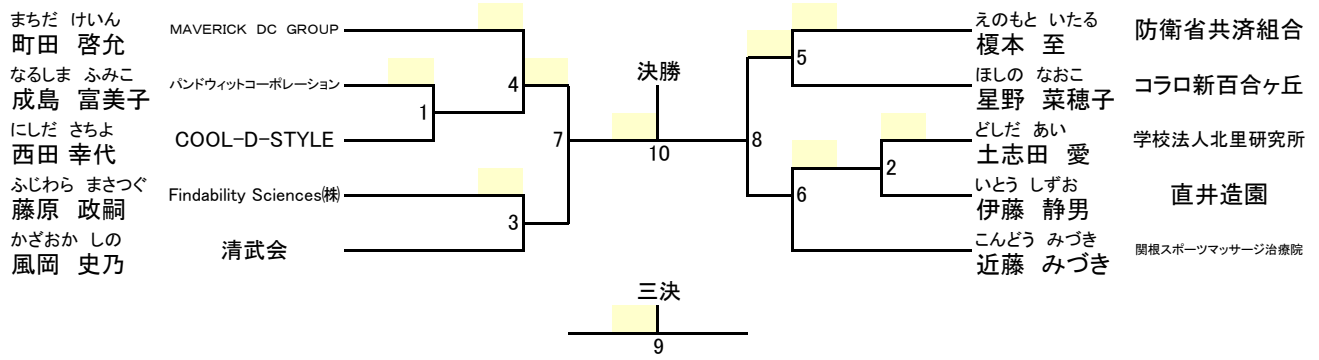 まちだ けいん
町田 啓允
MAVERICK DC GROUP
なるしま ふみこ
成島 富美子
パンドウィットコーポレーション
にしだ さちよ
西田 幸代
COOL-D-STYLE
ふじわら まさつぐ
藤原 政嗣
Findability Sciences㈱
かざおか しの
風岡 史乃
清武会
1
4
7
3
決勝
10
三決
9
8
5
2
6
えのもと いたる
榎本 至
防衛省共済組合
ほしの なおこ
星野 菜穂子
コラロ新百合ヶ丘
どしだ あい
土志田 愛
学校法人北里研究所
いとう しずお
伊藤 静男
直井造園
こんどう みづき
近藤 みづき
関根スポーツマッサージ治療院